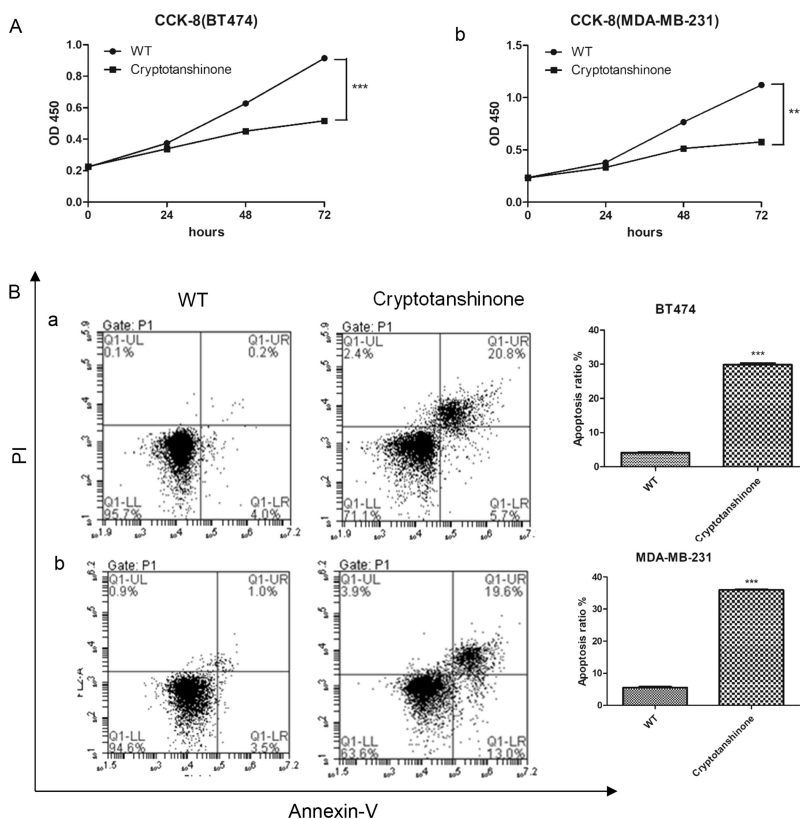 A
CCK-8(BT474)
WT
Cryptotanshinone
OD 450
1.0
0.8
0.6
0.4
0.2
0.0
0 24 48 72
hours
***
b
CCK-8(MDA-MB-231)
WT
Cryptotanshinone
OD 450
1.5
1.0
0.5
0.0
0 24 48 72
hours
**
B
WT
Cryptotanshinone
PI
a
Gate: P1
Q1-UL
0.1%
Q1-UR
0.2%
Q1-LL
95.7%
Q1-LR
4.0%
Gate: P1
Q1-UL
2.4%
Q1-UR
20.8%
Q1-LL
71.1%
Q1-LR
5.7%
BT474
Apoptosis ratio %
40
30
20
10
0
***
WT
Cryptotanshinone
b
Gate: P1
Q1-UL
0.9%
Q1-UR
1.0%
Q1-LL
94.6%
Q1-LR
3.5%
Gate: P1
Q1-UL
3.9%
Q1-UR
19.6%
Q1-LL
63.6%
Q1-LR
13.0%
MDA-MB-231
Apoptosis ratio %
40
30
20
10
0
***
WT
Cryptotanshinone
Annexin-V